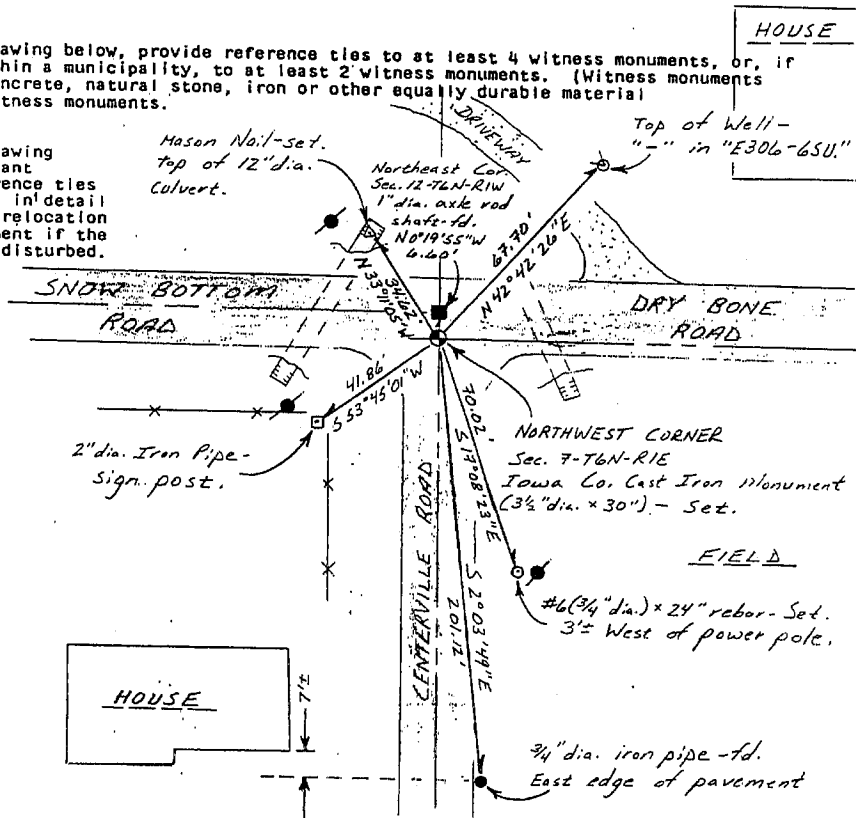 HOUSE
awing below, provide reference ties to at least 4 witness monuments, or, if
hin a municipality, to at least 2 witness monuments. (Witness monuments
ncrete, natural stone, iron or other equally durable material
tness monuments.
awing
ant
rence ties
in detail
relocation
ent if the
disturbed.
Mason Nail-set.
top of 12" dia.
Culvert.
DRIVEWAY
Northeast Cor.
Sec. 12-T6N-R1W
1" dia. axle rod
shaft-fd.
N0°19'55"W
6.60'
Top of Well-
"-" in "E306-65U."
67.70'
N 42° 42' 26" E
34.62
N 33°11'05" W
SNOW BOTTOM
ROAD
DRY BONE
ROAD
41.86'
S 53°45'01" W
2" dia. Iron Pipe-
sign post.
NORTHWEST CORNER
Sec. 7-T6N-R1E
Iowa Co. Cast Iron Monument
(3½" dia. x 30") - Set.
70.02'
S 17°08'23" E
CENTERVILLE ROAD
S 2°03'49" E
201.12'
FIELD
#6 (3/4" dia.) x 24" rebar-Set.
3'± West of power pole.
HOUSE
7'±
3/4" dia. iron pipe-fd.
East edge of pavement